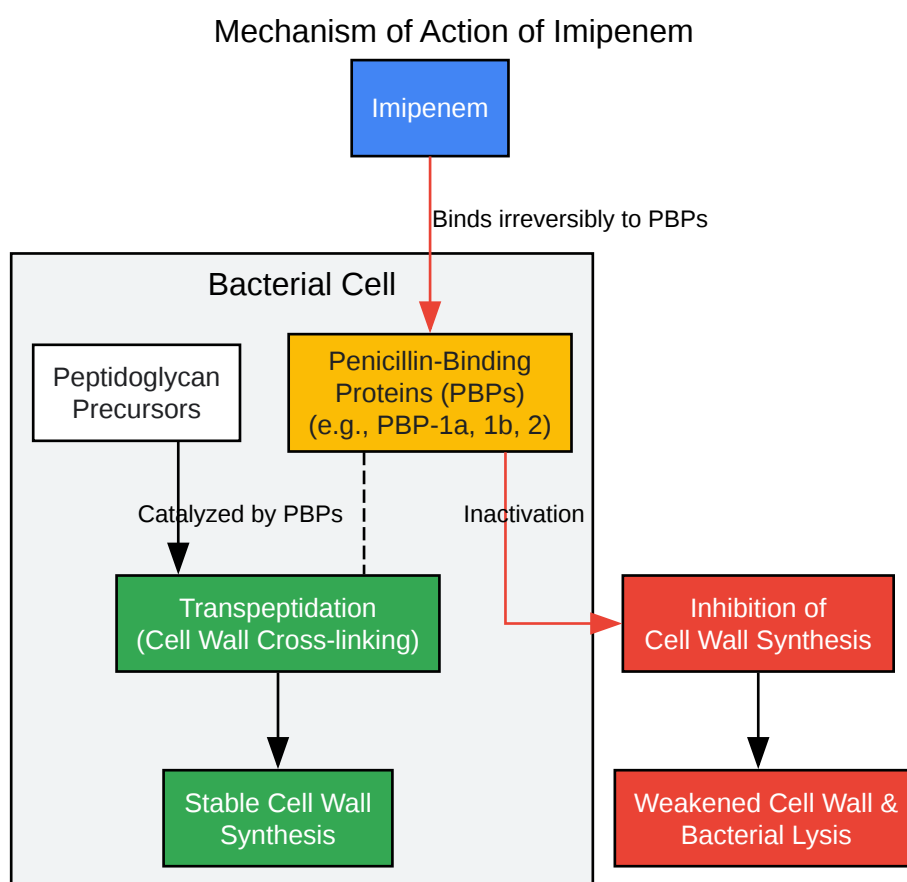 Mechanism of Action of Imipenem
Imipenem
Binds irreversibly to PBPs
Bacterial Cell
Peptidoglycan
Precursors
Penicillin-Binding
Proteins (PBPs)
(e.g., PBP-1a, 1b, 2)
Catalyzed by PBPs
Inactivation
Transpeptidation
(Cell Wall Cross-linking)
Inhibition of
Cell Wall Synthesis
Stable Cell Wall
Synthesis
Weakened Cell Wall &
Bacterial Lysis